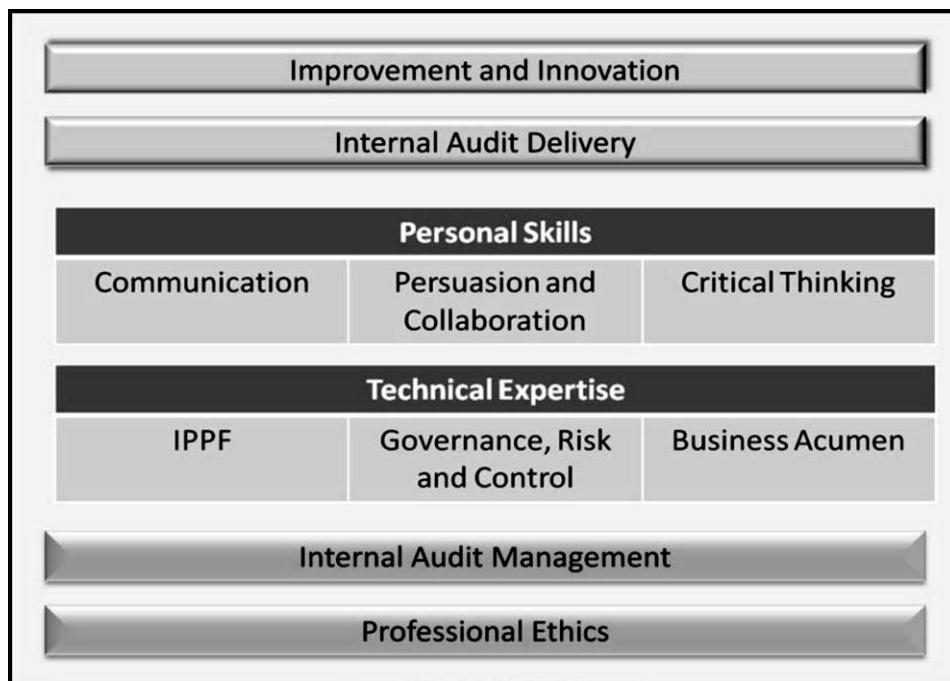 Improvement and Innovation
Internal Audit Delivery
Personal Skills
Communication
Persuasion and
Collaboration
Critical Thinking
Technical Expertise
IPPF
Governance, Risk
and Control
Business Acumen
Internal Audit Management
Professional Ethics